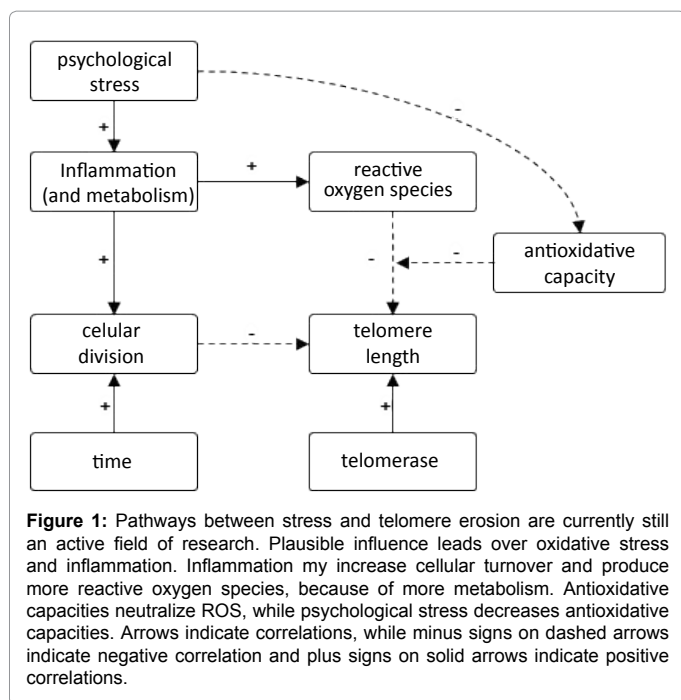 psychological
stress
-
+
Inflammation
(and metabolism)
+
reactive
oxygen species
+
-
-
antioxidative
capacity
celular
division
-
telomere
length
+
+
time
telomerase
Figure 1: Pathways between stress and telomere erosion are currently still
an active field of research. Plausible influence leads over oxidative stress
and inflammation. Inflammation my increase cellular turnover and produce
more reactive oxygen species, because of more metabolism. Antioxidative
capacities neutralize ROS, while psychological stress decreases antioxidative
capacities. Arrows indicate correlations, while minus signs on dashed arrows
indicate negative correlation and plus signs on solid arrows indicate positive
correlations.